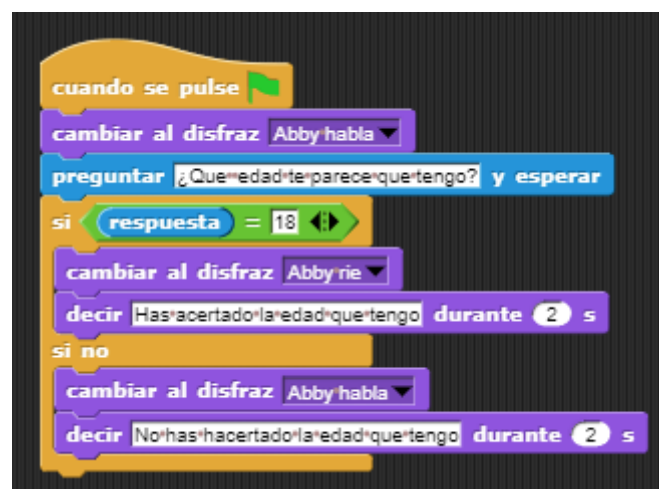 cuando se pulse
cambiar al disfraz Abby habla
preguntar ¿Que edad te parece que tengo? y esperar
si respuesta = 18
cambiar al disfraz Abby rie
decir Has acertado la edad que tengo durante 2 s
si no
cambiar al disfraz Abby habla
decir No has hacertado la edad que tengo durante 2 s